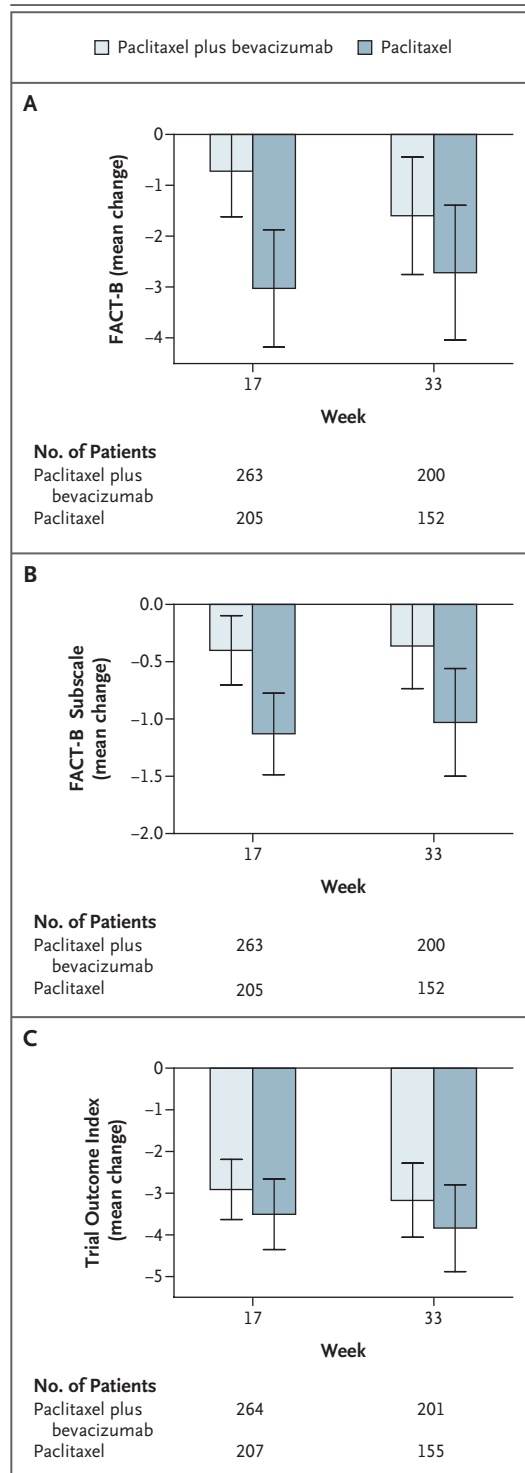 Paclitaxel plus bevacizumab Paclitaxel
A
FACT-B (mean change)
0
−1
−2
−3
−4
17 33
Week
No. of Patients
Paclitaxel plus
bevacizumab
263 200
Paclitaxel 205 152
B
FACT-B Subscale
(mean change)
0.0
−0.5
−1.0
−1.5
−2.0
17 33
Week
No. of Patients
Paclitaxel plus
bevacizumab
263 200
Paclitaxel 205 152
C
Trial Outcome Index
(mean change)
0
−1
−2
−3
−4
−5
17 33
Week
No. of Patients
Paclitaxel plus
bevacizumab
264 201
Paclitaxel 207 155